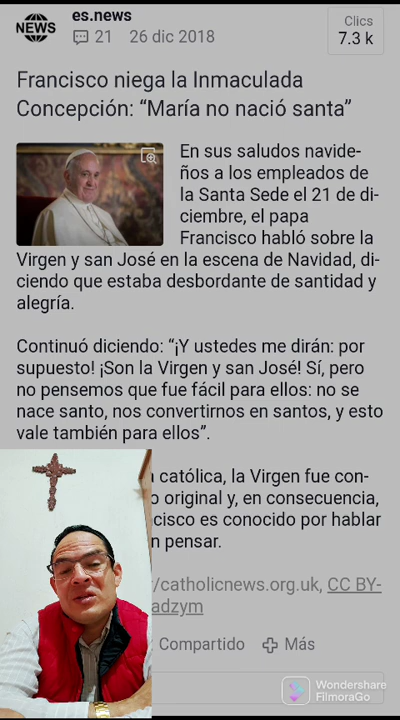 NEWS
es.news
21 26 dic 2018
Clics
7.3 k
Francisco niega la Inmaculada
Concepción: “María no nació santa”
En sus saludos navide-
ños a los empleados de
la Santa Sede el 21 de di-
ciembre, el papa
Francisco habló sobre la
Virgen y san José en la escena de Navidad, di-
ciendo que estaba desbordante de santidad y
alegría.
Continuó diciendo: “¡Y ustedes me dirán: por
supuesto! ¡Son la Virgen y san José! Sí, pero
no pensemos que fue fácil para ellos: no se
nace santo, nos convertirnos en santos, y esto
vale también para ellos”.
católica, la Virgen fue con-
o original y, en consecuencia,
cisco es conocido por hablar
n pensar.
/catholicnews.org.uk, CC BY-
adzym
Compartido Más
Wondershare
FilmoraGo